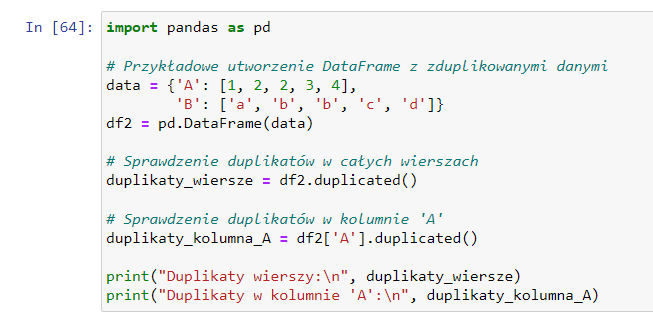 In [64]: import pandas as pd
# Przykładowe utworzenie DataFrame z zduplikowanymi danymi
data = {'A': [1, 2, 2, 3, 4],
'B': ['a', 'b', 'b', 'c', 'd']}
df2 = pd.DataFrame(data)
# Sprawdzenie duplikatów w całych wierszach
duplikaty_wiersze = df2.duplicated()
# Sprawdzenie duplikatów w kolumnie 'A'
duplikaty_kolumna_A = df2['A'].duplicated()
print("Duplikaty wierszy:\n", duplikaty_wiersze)
print("Duplikaty w kolumnie 'A':\n", duplikaty_kolumna_A)